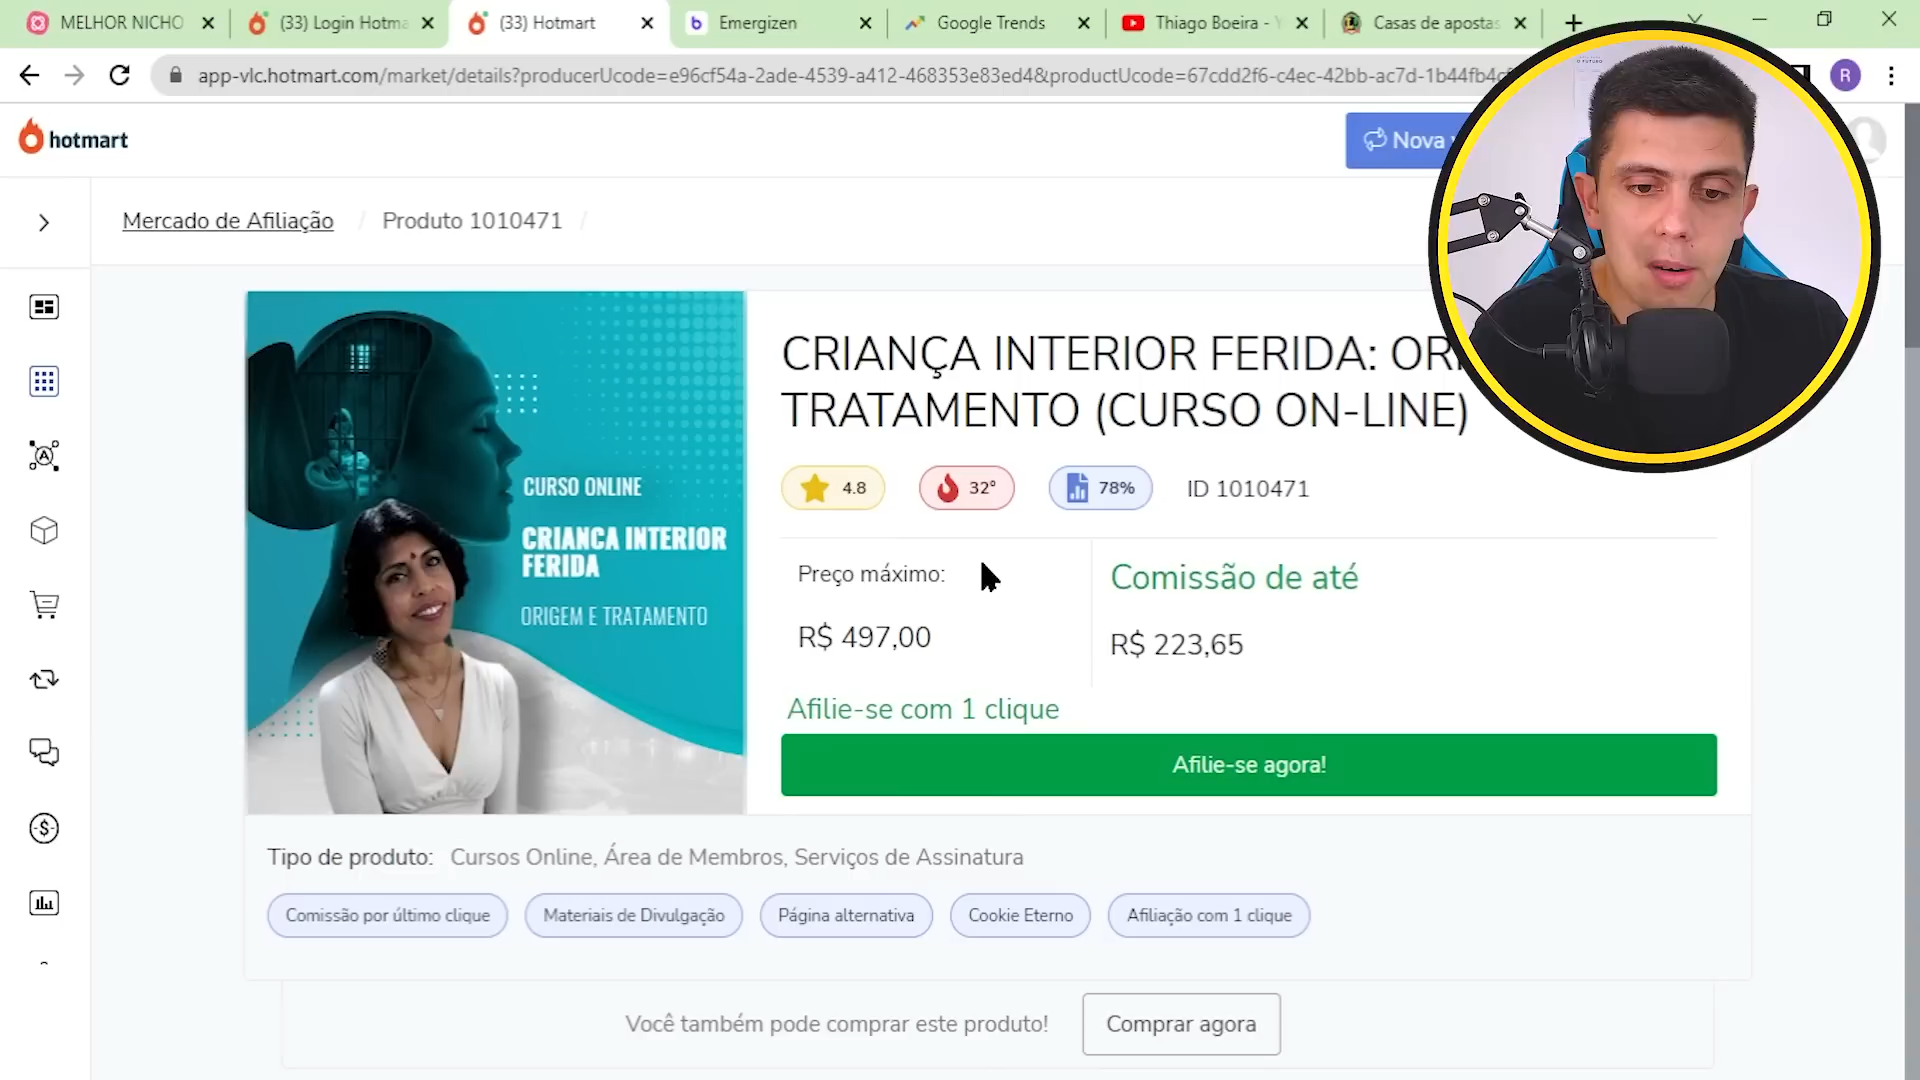 MELHOR NICHO
(33) Login Hotma
(33) Hotmart
Emergizen
Google Trends
Thiago Boeira - Y
Casas de apostas
app-vlc.hotmart.com/market/details?producerUcode=e96cf54a-2ade-4539-a412-468353e83ed4&productUcode=67cdd2f6-c4ec-42bb-ac7d-1b44fb4c
R
hotmart
Nova
Mercado de Afiliação / Produto 1010471 /
CURSO ONLINE
CRIANCA INTERIOR
FERIDA
ORIGEM E TRATAMENTO
CRIANÇA INTERIOR FERIDA: OR
TRATAMENTO (CURSO ON-LINE)
4.8
32°
78%
ID 1010471
Preço máximo:
R$ 497,00
Comissão de até
R$ 223,65
Afilie-se com 1 clique
Afilie-se agora!
Tipo de produto: Cursos Online, Área de Membros, Serviços de Assinatura
Comissão por último clique
Materiais de Divulgação
Página alternativa
Cookie Eterno
Afiliação com 1 clique
Você também pode comprar este produto!
Comprar agora